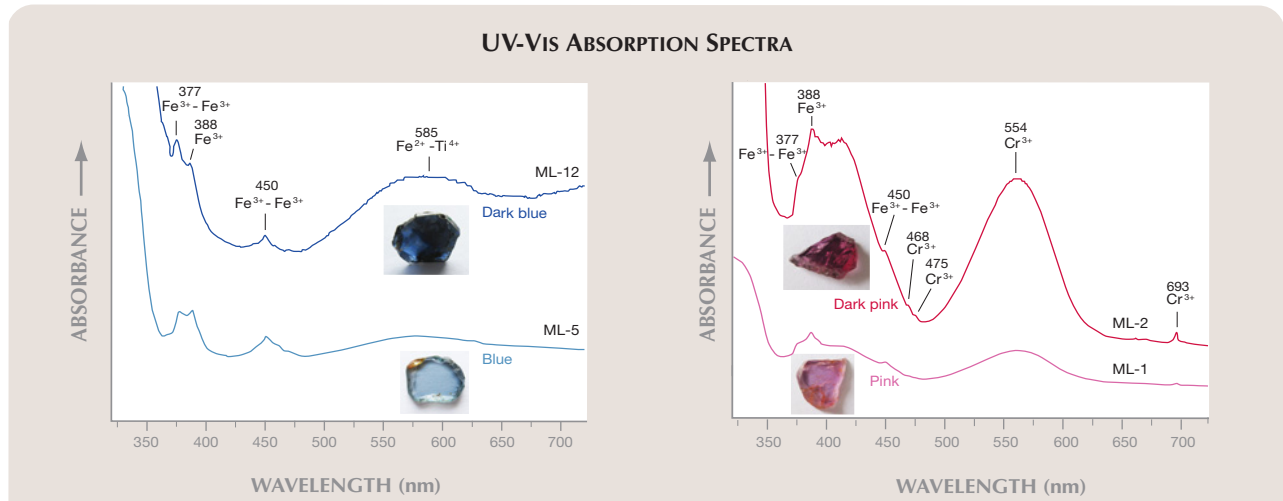 UV-VIS ABSORPTION SPECTRA
377
Fe³⁺- Fe³⁺
388
Fe³⁺
450
Fe³⁺ - Fe³⁺
585
Fe²⁺ -Ti⁴⁺
ML-12
Dark blue
ML-5
Blue
ABSORBANCE
350 400 450 500 550 600 650 700
WAVELENGTH (nm)
388
Fe³⁺
377
Fe³⁺- Fe³⁺
450
Fe³⁺ - Fe³⁺
468
Cr³⁺
475
Cr³⁺
554
Cr³⁺
693
Cr³⁺
Dark pink
ML-2
ML-1
Pink
ABSORBANCE
350 400 450 500 550 600 650 700
WAVELENGTH (nm)